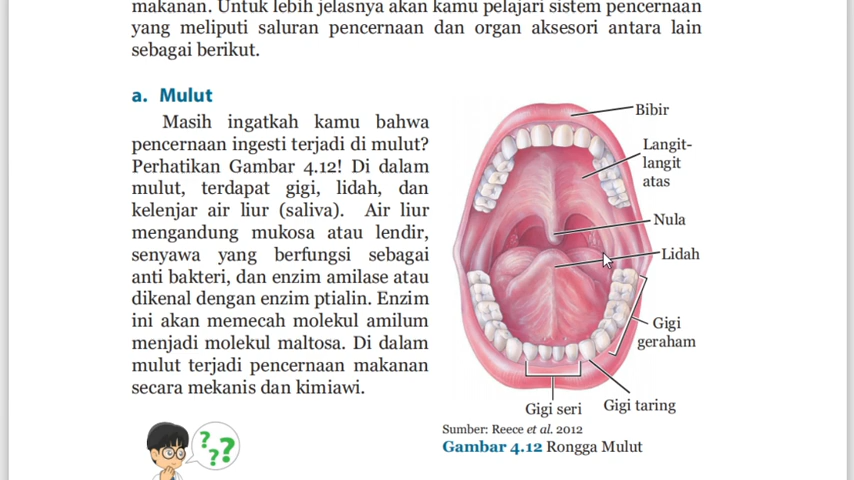 makanan. Untuk lebih jelasnya akan kamu pelajari sistem pencernaan
yang meliputi saluran pencernaan dan organ aksesori antara lain
sebagai berikut.
a. Mulut
Masih ingatkah kamu bahwa
pencernaan ingesti terjadi di mulut?
Perhatikan Gambar 4.12! Di dalam
mulut, terdapat gigi, lidah, dan
kelenjar air liur (saliva). Air liur
mengandung mukosa atau lendir,
senyawa yang berfungsi sebagai
anti bakteri, dan enzim amilase atau
dikenal dengan enzim ptialin. Enzim
ini akan memecah molekul amilum
menjadi molekul maltosa. Di dalam
mulut terjadi pencernaan makanan
secara mekanis dan kimiawi.
Bibir
Langit-
langit
atas
Nula
Lidah
Gigi
geraham
Gigi taring
Gigi seri
Sumber: Reece et al. 2012
Gambar 4.12 Rongga Mulut
???